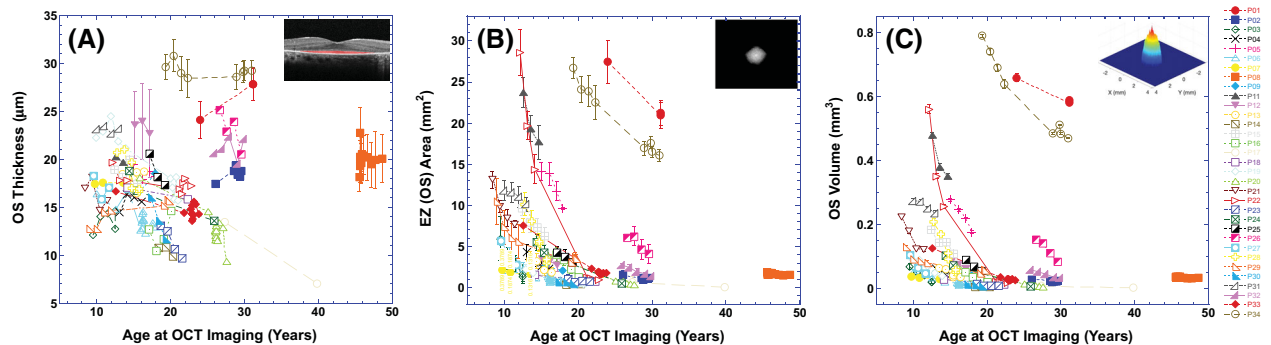 (A)
OS Thickness (µm)
35
30
25
20
15
10
5
10 20 30 40 50
Age at OCT Imaging (Years)
(B)
EZ (OS) Area (mm²)
30
25
20
15
10
5
0
10 20 30 40 50
Age at OCT Imaging (Years)
(C)
OS Volume (mm³)
0.8
0.6
0.4
0.2
0
10 20 30 40 50
Age at OCT Imaging (Years)
X (mm)
Y (mm)
-2
4 4
-2
P01
P02
P03
P04
P05
P06
P07
P08
P09
P11
P12
P13
P14
P15
P16
P18
P19
P20
P21
P22
P23
P24
P25
P26
P27
P28
P29
P30
P31
P32
P33
P34